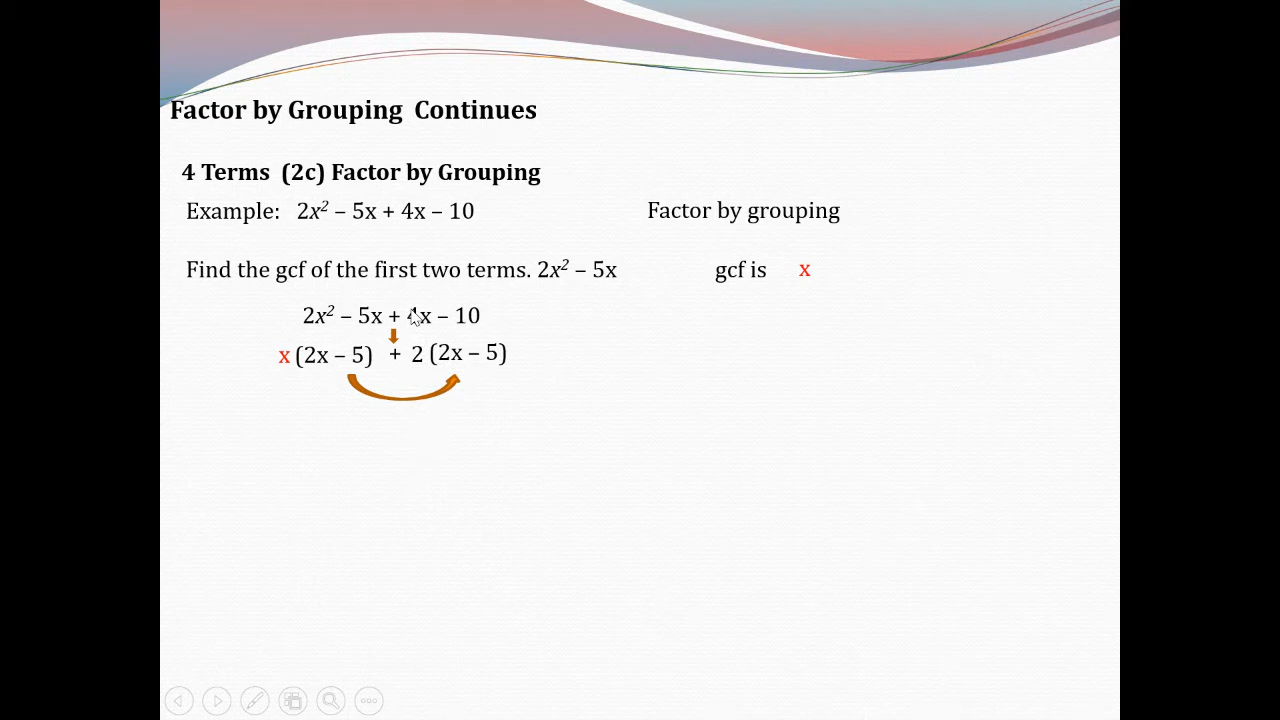 Factor by Grouping Continues
4 Terms (2c) Factor by Grouping
Example: 2x² – 5x + 4x – 10 Factor by grouping
Find the gcf of the first two terms. 2x² – 5x gcf is x
2x² – 5x + 4x – 10
x (2x – 5) + 2 (2x – 5)